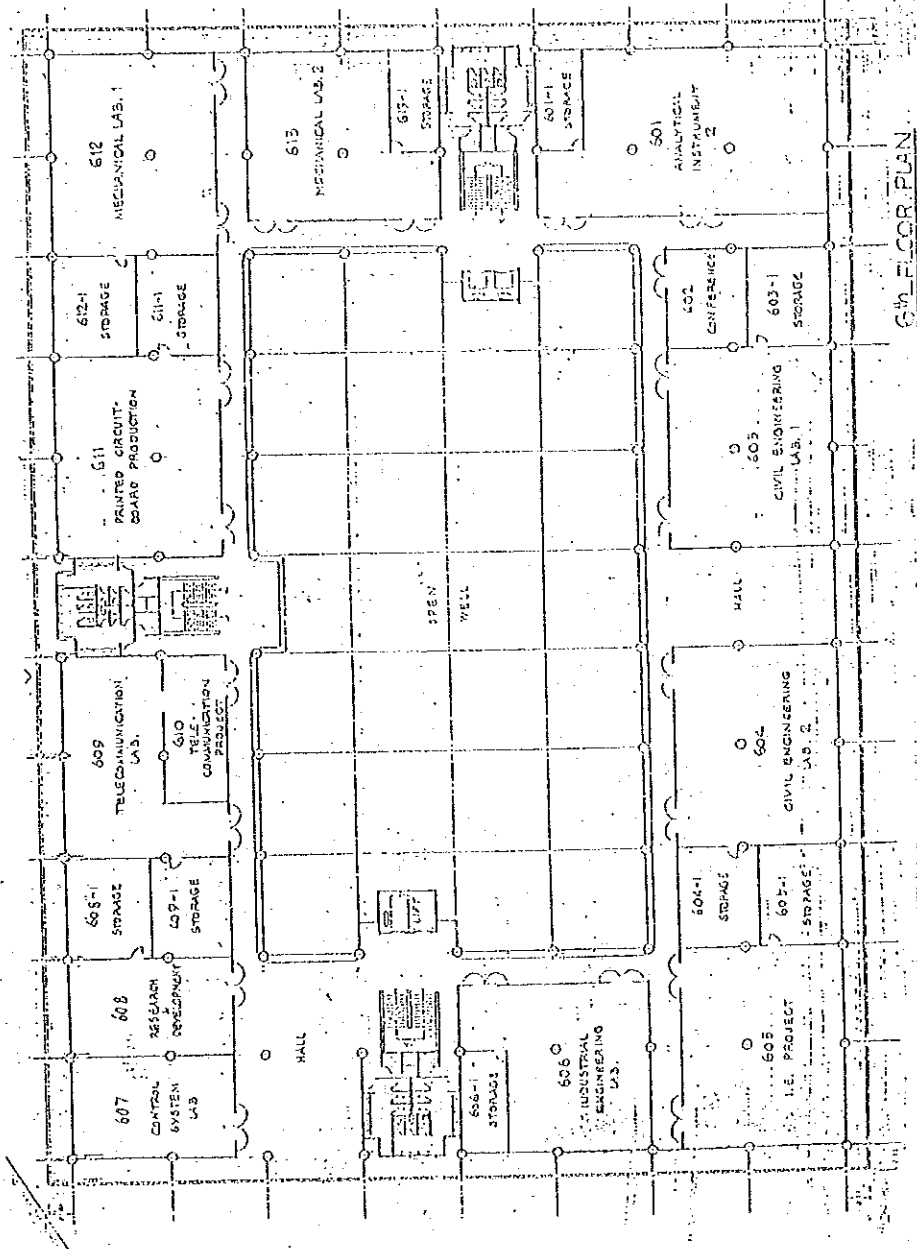 612
MECHANICAL LAB. 1
613
MECHANICAL LAB. 2
613-1
STORAGE
601-1
STORAGE
601
ANALYTICAL
INSTRUMENT
2
612-1
STORAGE
611-1
STORAGE
602
CONFERENCE
603-1
STORAGE
611
PRINTED CIRCUIT-
BOARD PRODUCTION
603
CIVIL ENGINEERING
LAB. 1
OPEN
WELL
HALL
609
TELECOMMUNICATION
LAB.
610
TELE-
COMMUNICATION
PROJECT
604
CIVIL ENGINEERING
LAB. 2
608-1
STORAGE
609-1
STORAGE
LIFT
604-1
STORAGE
605-1
STORAGE
607
CONTROL
SYSTEM
LAB
608
RESEARCH
DEVELOPMENT
HALL
606-1
STORAGE
606
INDUSTRIAL
ENGINEERING
LAB.
605
I.E. PROJECT
6th FLOOR PLAN.